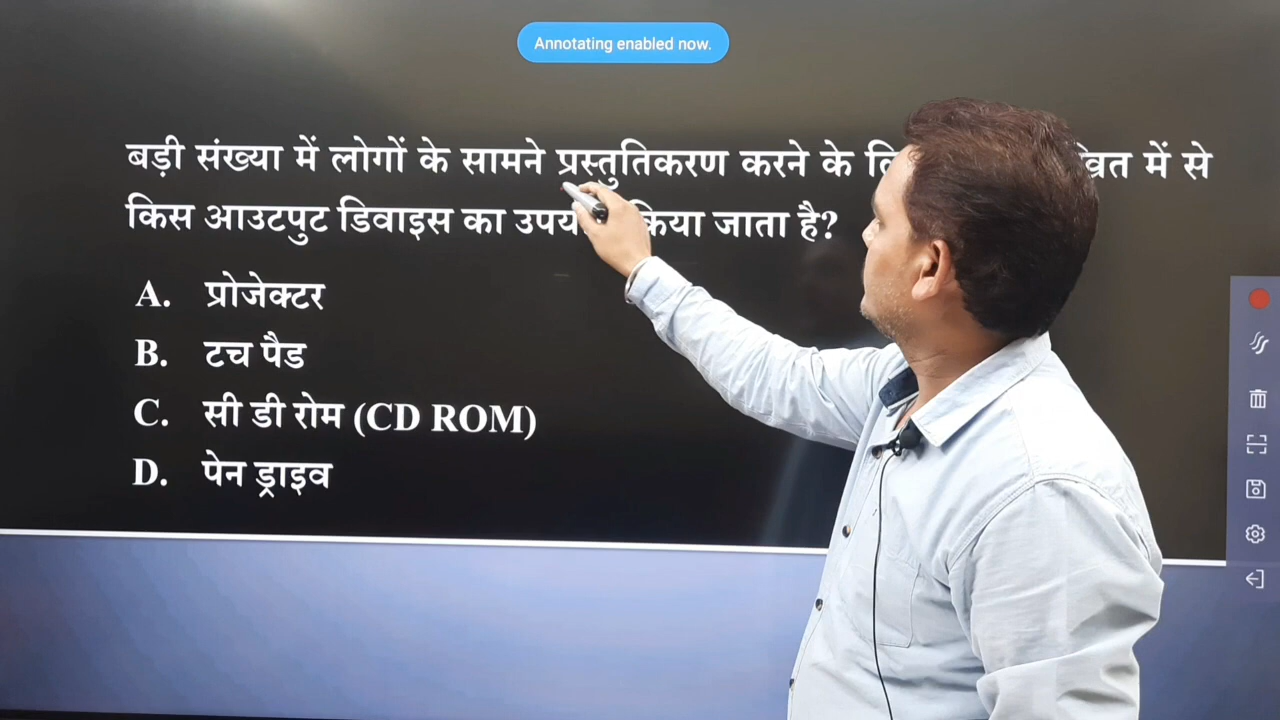 Annotating enabled now.
बड़ी संख्या में लोगों के सामने प्रस्तुतिकरण करने के में से
किस आउटपुट डिवाइस का किया जाता है?
A. प्रोजेक्टर
B. टच पैड
C. सी डी रोम (CD ROM)
D. पेन ड्राइव